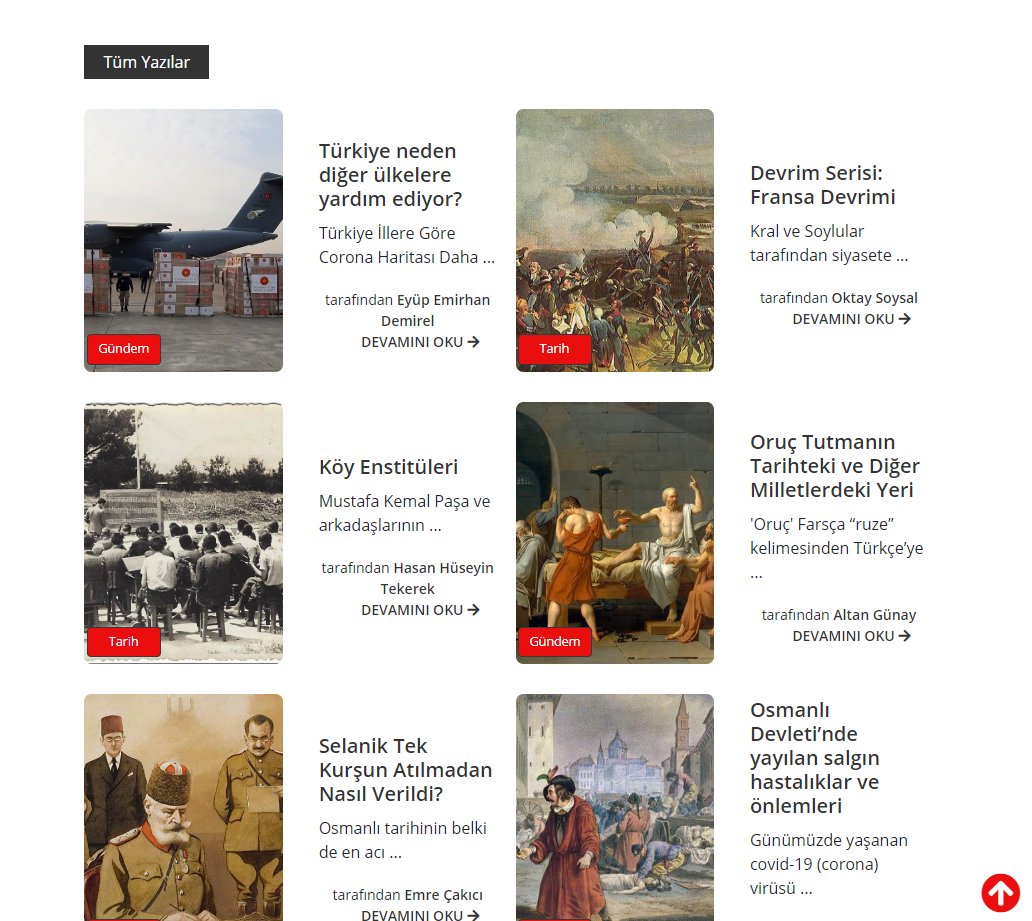 Tüm Yazılar
Türkiye neden
diğer ülkelere
yardım ediyor?
Türkiye İllere Göre
Corona Haritası Daha ...
tarafından Eyüp Emirhan
Demirel
DEVAMINI OKU
Gündem
Devrim Serisi:
Fransa Devrimi
Kral ve Soylular
tarafından siyasete ...
tarafından Oktay Soysal
DEVAMINI OKU
Tarih
Köy Enstitüleri
Mustafa Kemal Paşa ve
arkadaşlarının ...
tarafından Hasan Hüseyin
Tekerek
DEVAMINI OKU
Tarih
Oruç Tutmanın
Tarihteki ve Diğer
Milletlerdeki Yeri
'Oruç' Farsça “ruze”
kelimesinden Türkçe’ye
...
tarafından Altan Günay
DEVAMINI OKU
Gündem
Selanik Tek
Kurşun Atılmadan
Nasıl Verildi?
Osmanlı tarihinin belki
de en acı ...
tarafından Emre Çakıcı
DEVAMINI OKU
Osmanlı
Devleti’nde
yayılan salgın
hastalıklar ve
önlemleri
Günümüzde yaşanan
covid-19 (corona)
virüsü ...